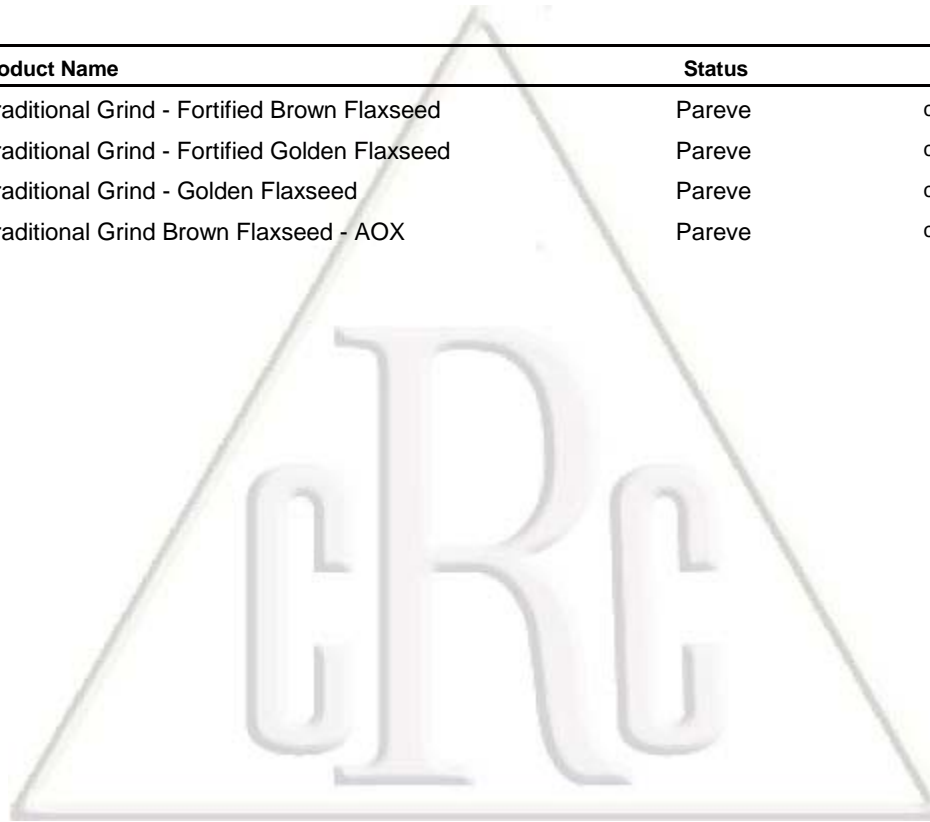 oduct Name Status
raditional Grind - Fortified Brown Flaxseed Pareve c
raditional Grind - Fortified Golden Flaxseed Pareve c
raditional Grind - Golden Flaxseed Pareve c
raditional Grind Brown Flaxseed - AOX Pareve c
cRc